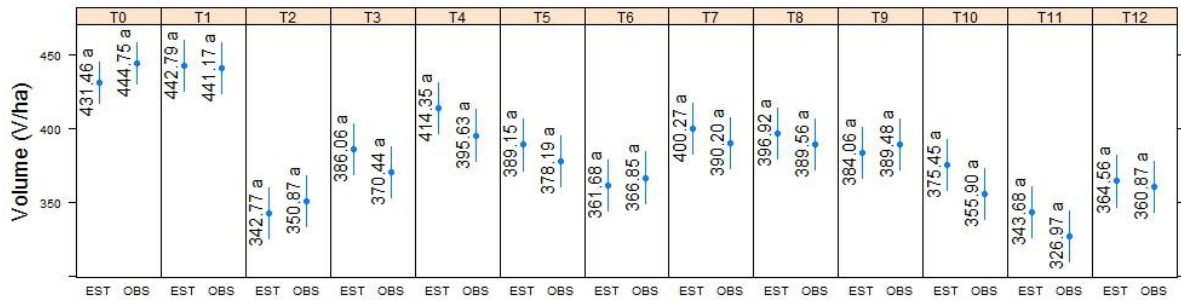 T0 T1 T2 T3 T4 T5 T6 T7 T8 T9 T10 T11 T12
Volume (V/ha)
450
400
350
431.46 a
444.75 a
442.79 a
441.17 a
342.77 a
350.87 a
386.06 a
370.44 a
414.35 a
395.63 a
389.15 a
378.19 a
361.68 a
366.85 a
400.27 a
390.20 a
396.92 a
389.56 a
384.06 a
389.48 a
375.45 a
355.90 a
343.68 a
326.97 a
364.56 a
360.87 a
EST OBS EST OBS EST OBS EST OBS EST OBS EST OBS EST OBS EST OBS EST OBS EST OBS EST OBS EST OBS EST OBS